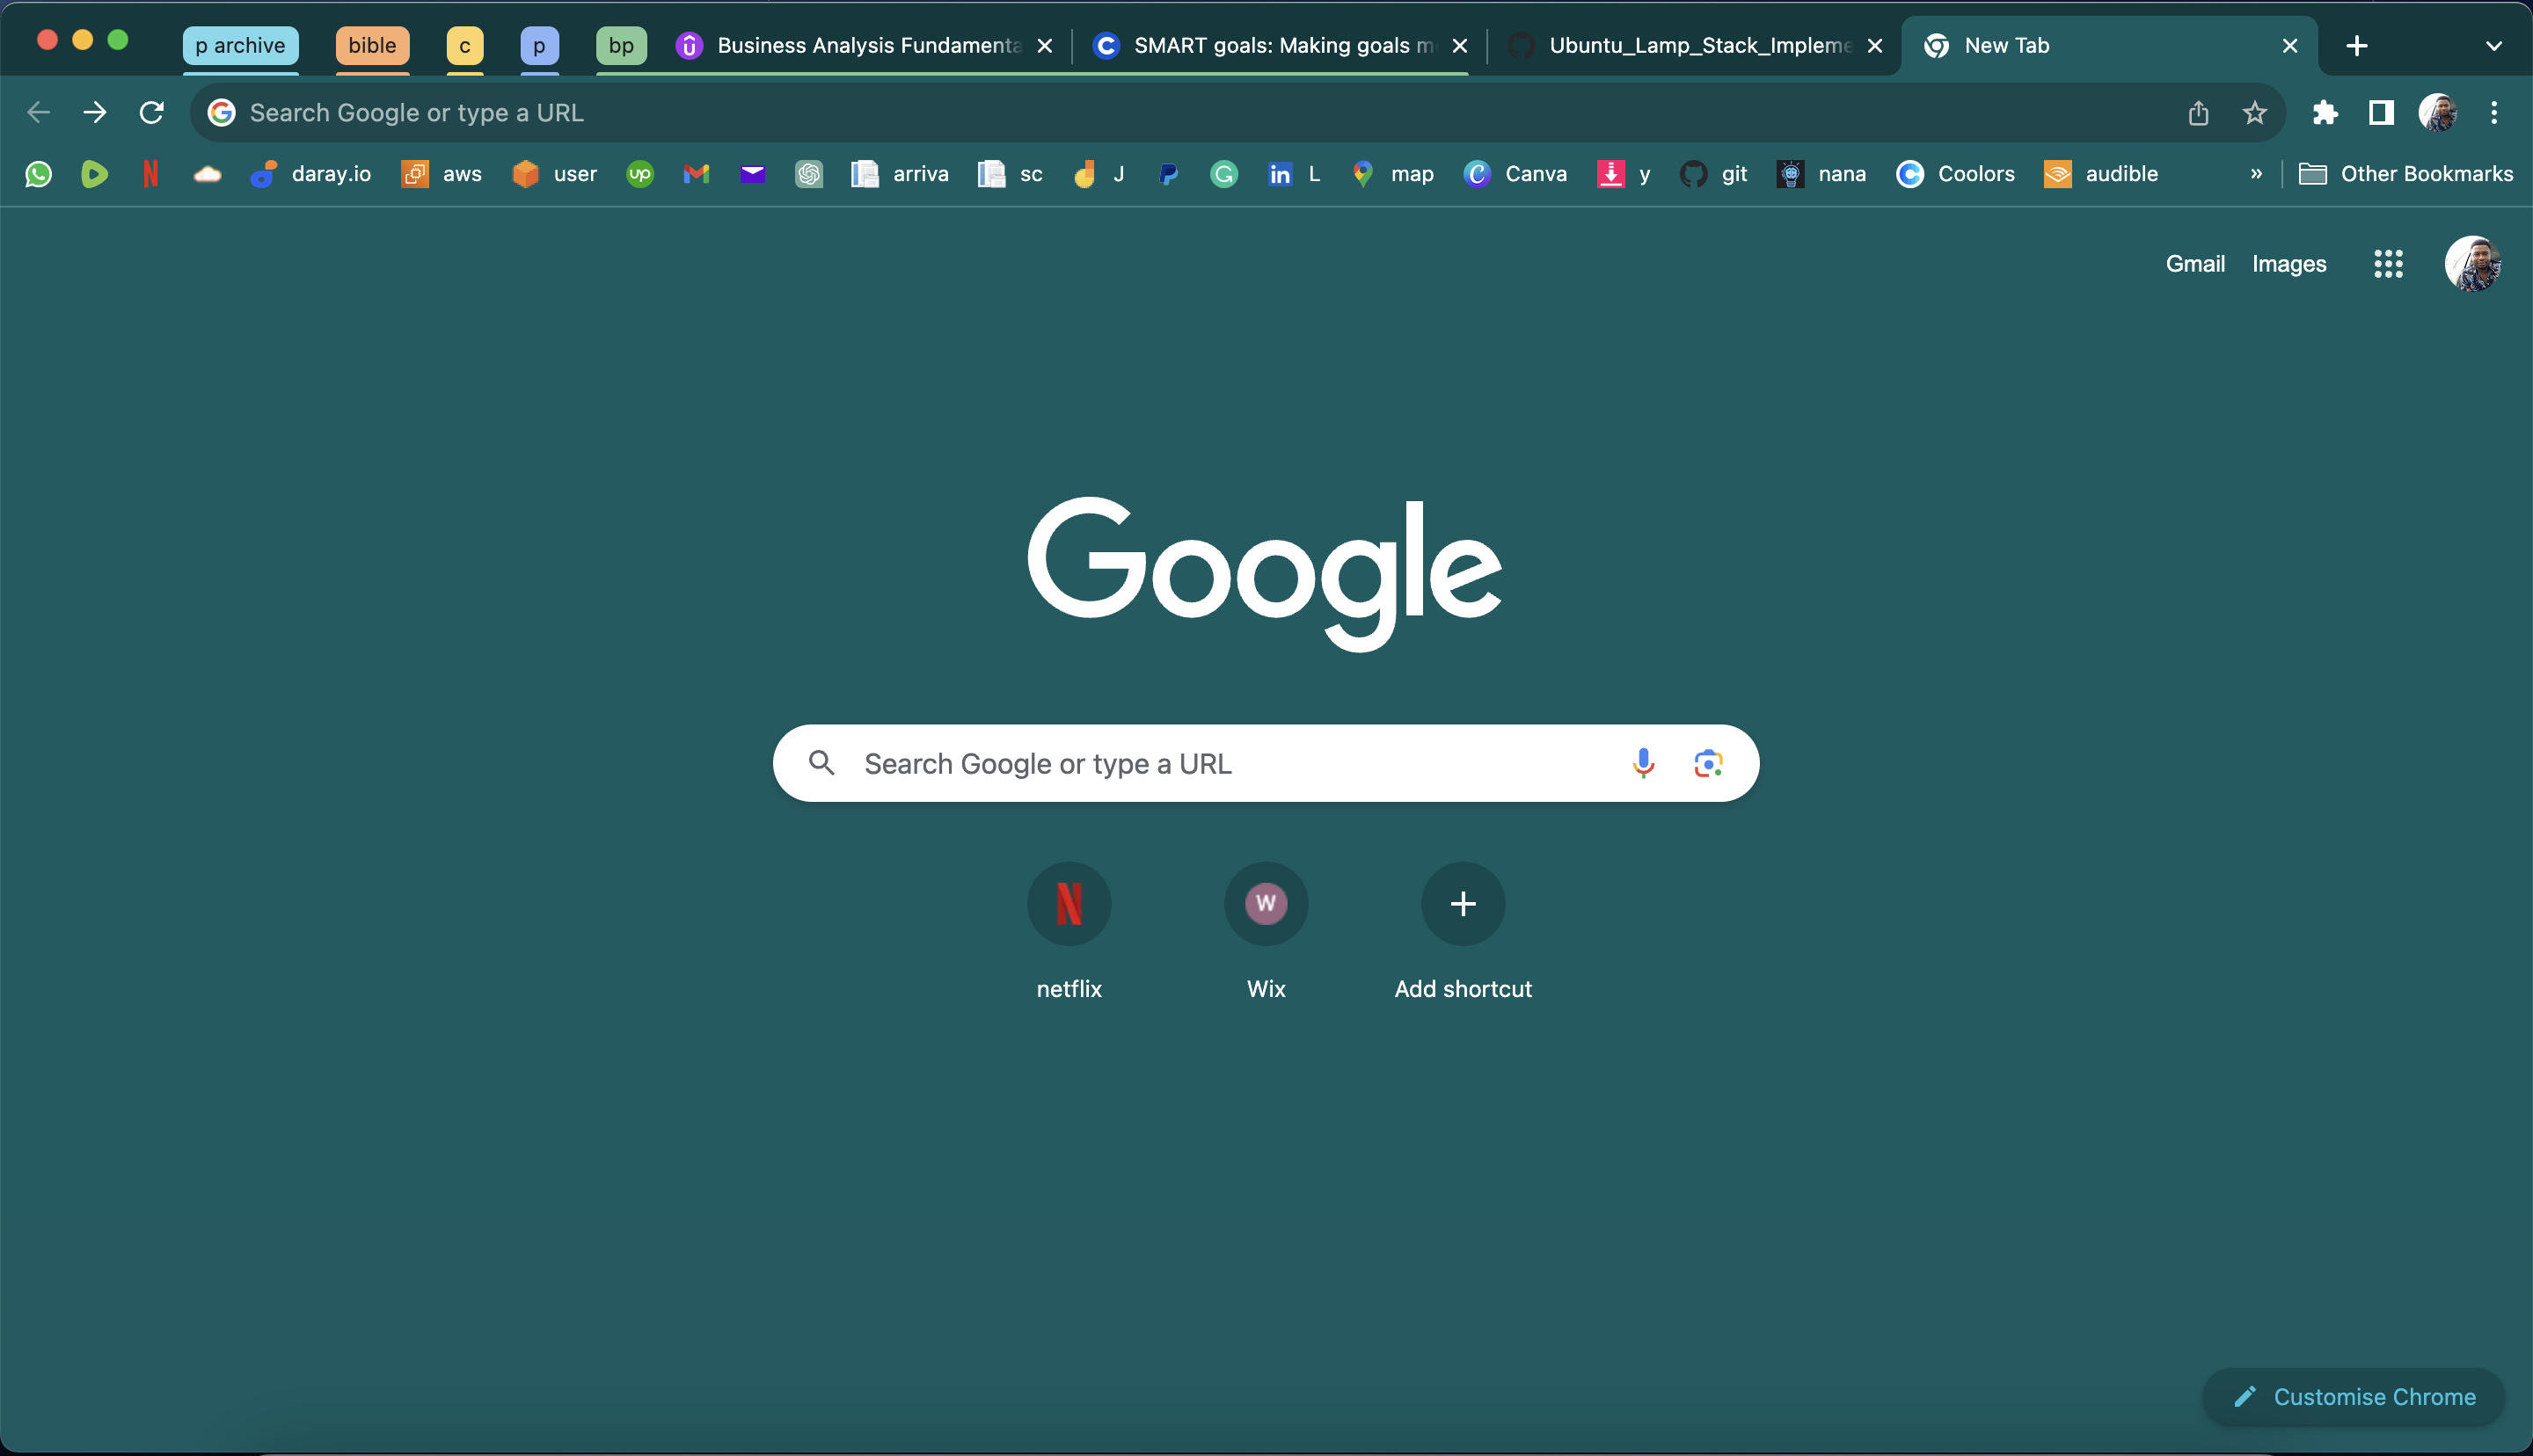 p archive bible c p bp Business Analysis Fundamenta SMART goals: Making goals m Ubuntu_Lamp_Stack_Impleme New Tab
Search Google or type a URL
daray.io aws user up arriva sc J in L map Canva y git nana Coolors audible » Other Bookmarks
Gmail Images
Google
Search Google or type a URL
N W
netflix Wix Add shortcut
Customise Chrome